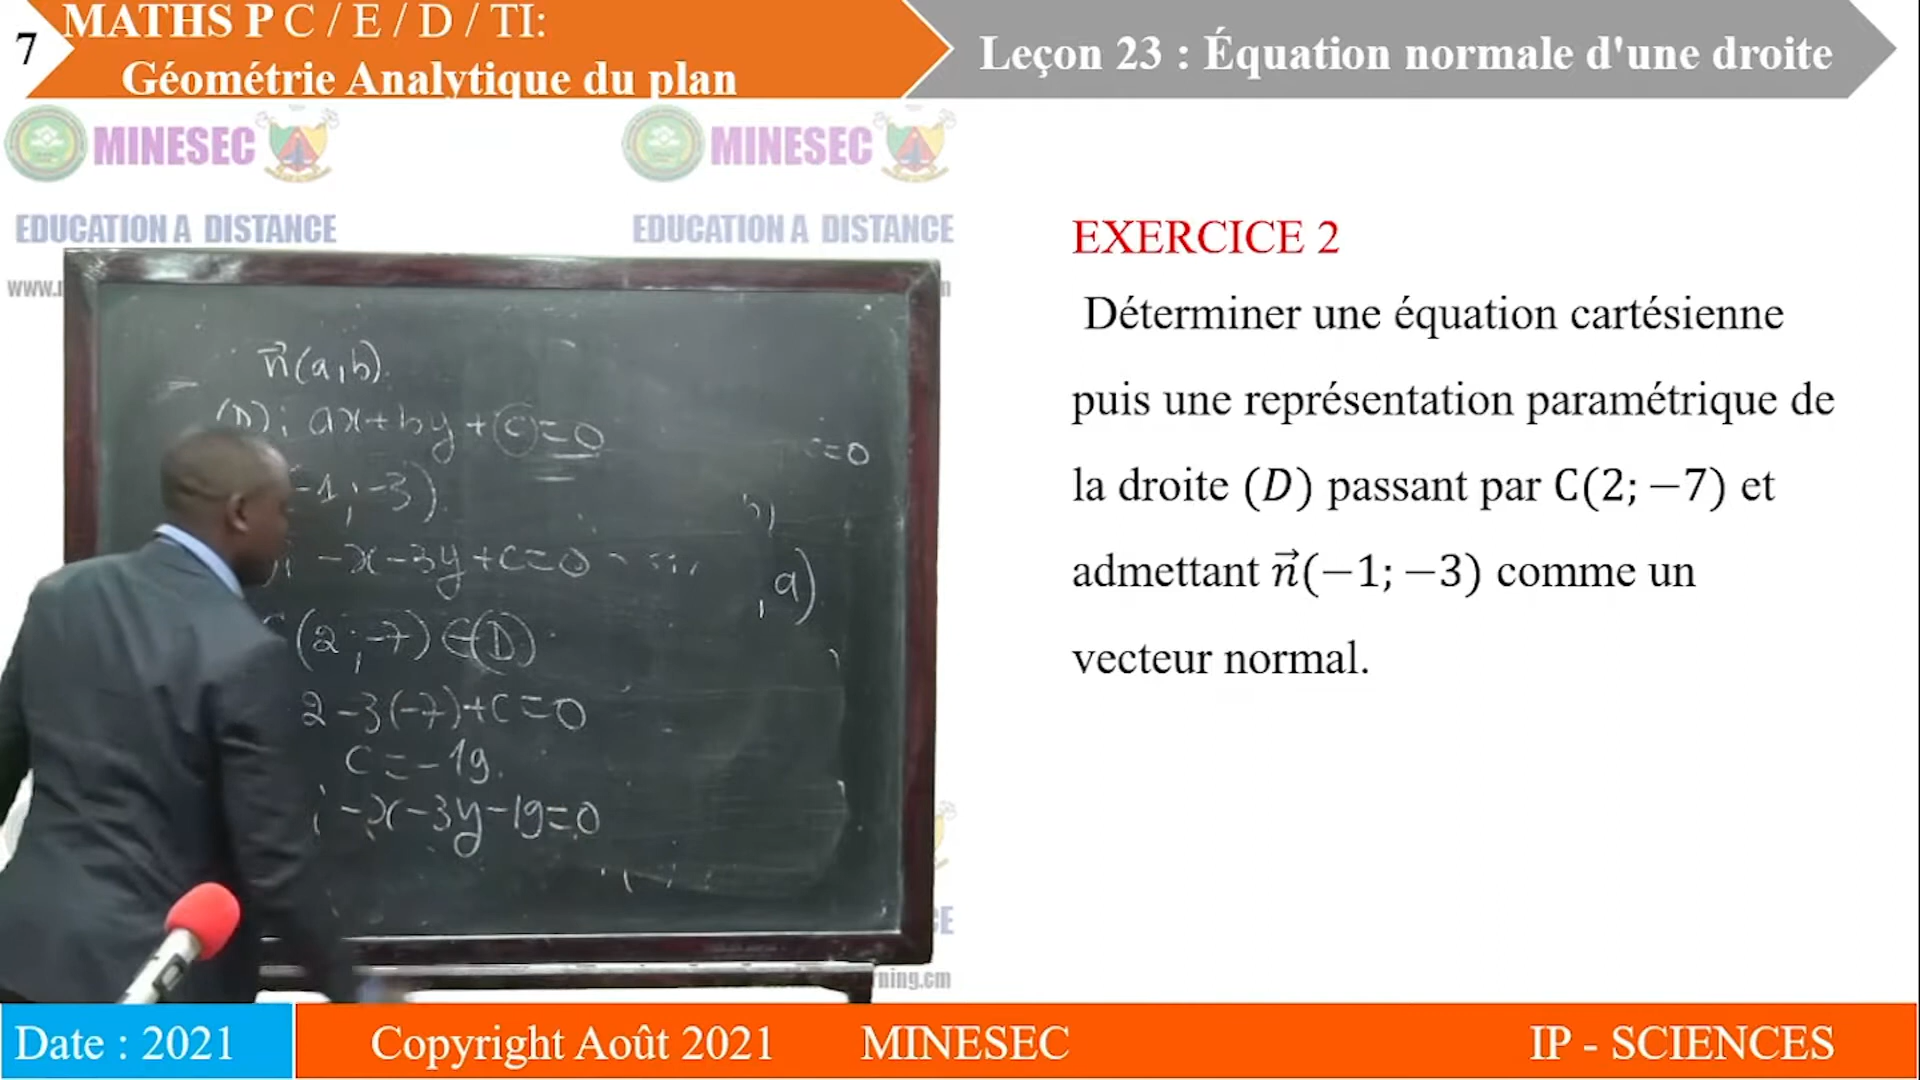 7
MATHS P C / E / D / TI:
Géométrie Analytique du plan
Leçon 23 : Équation normale d'une droite
MINESEC
MINESEC
EDUCATION A DISTANCE
EDUCATION A DISTANCE
n⃗(a,b).
(D): ax+by+c=0
-1;-3)
-x-3y+c=0
(2;-7)∈(D)
2-3(-7)+c=0
c=-19.
-x-3y-19=0
=0
a)
EXERCICE 2
Déterminer une équation cartésienne
puis une représentation paramétrique de
la droite (D) passant par C(2; −7) et
admettant n⃗(−1; −3) comme un
vecteur normal.
ning.cm
Date : 2021
Copyright Août 2021
MINESEC
IP - SCIENCES